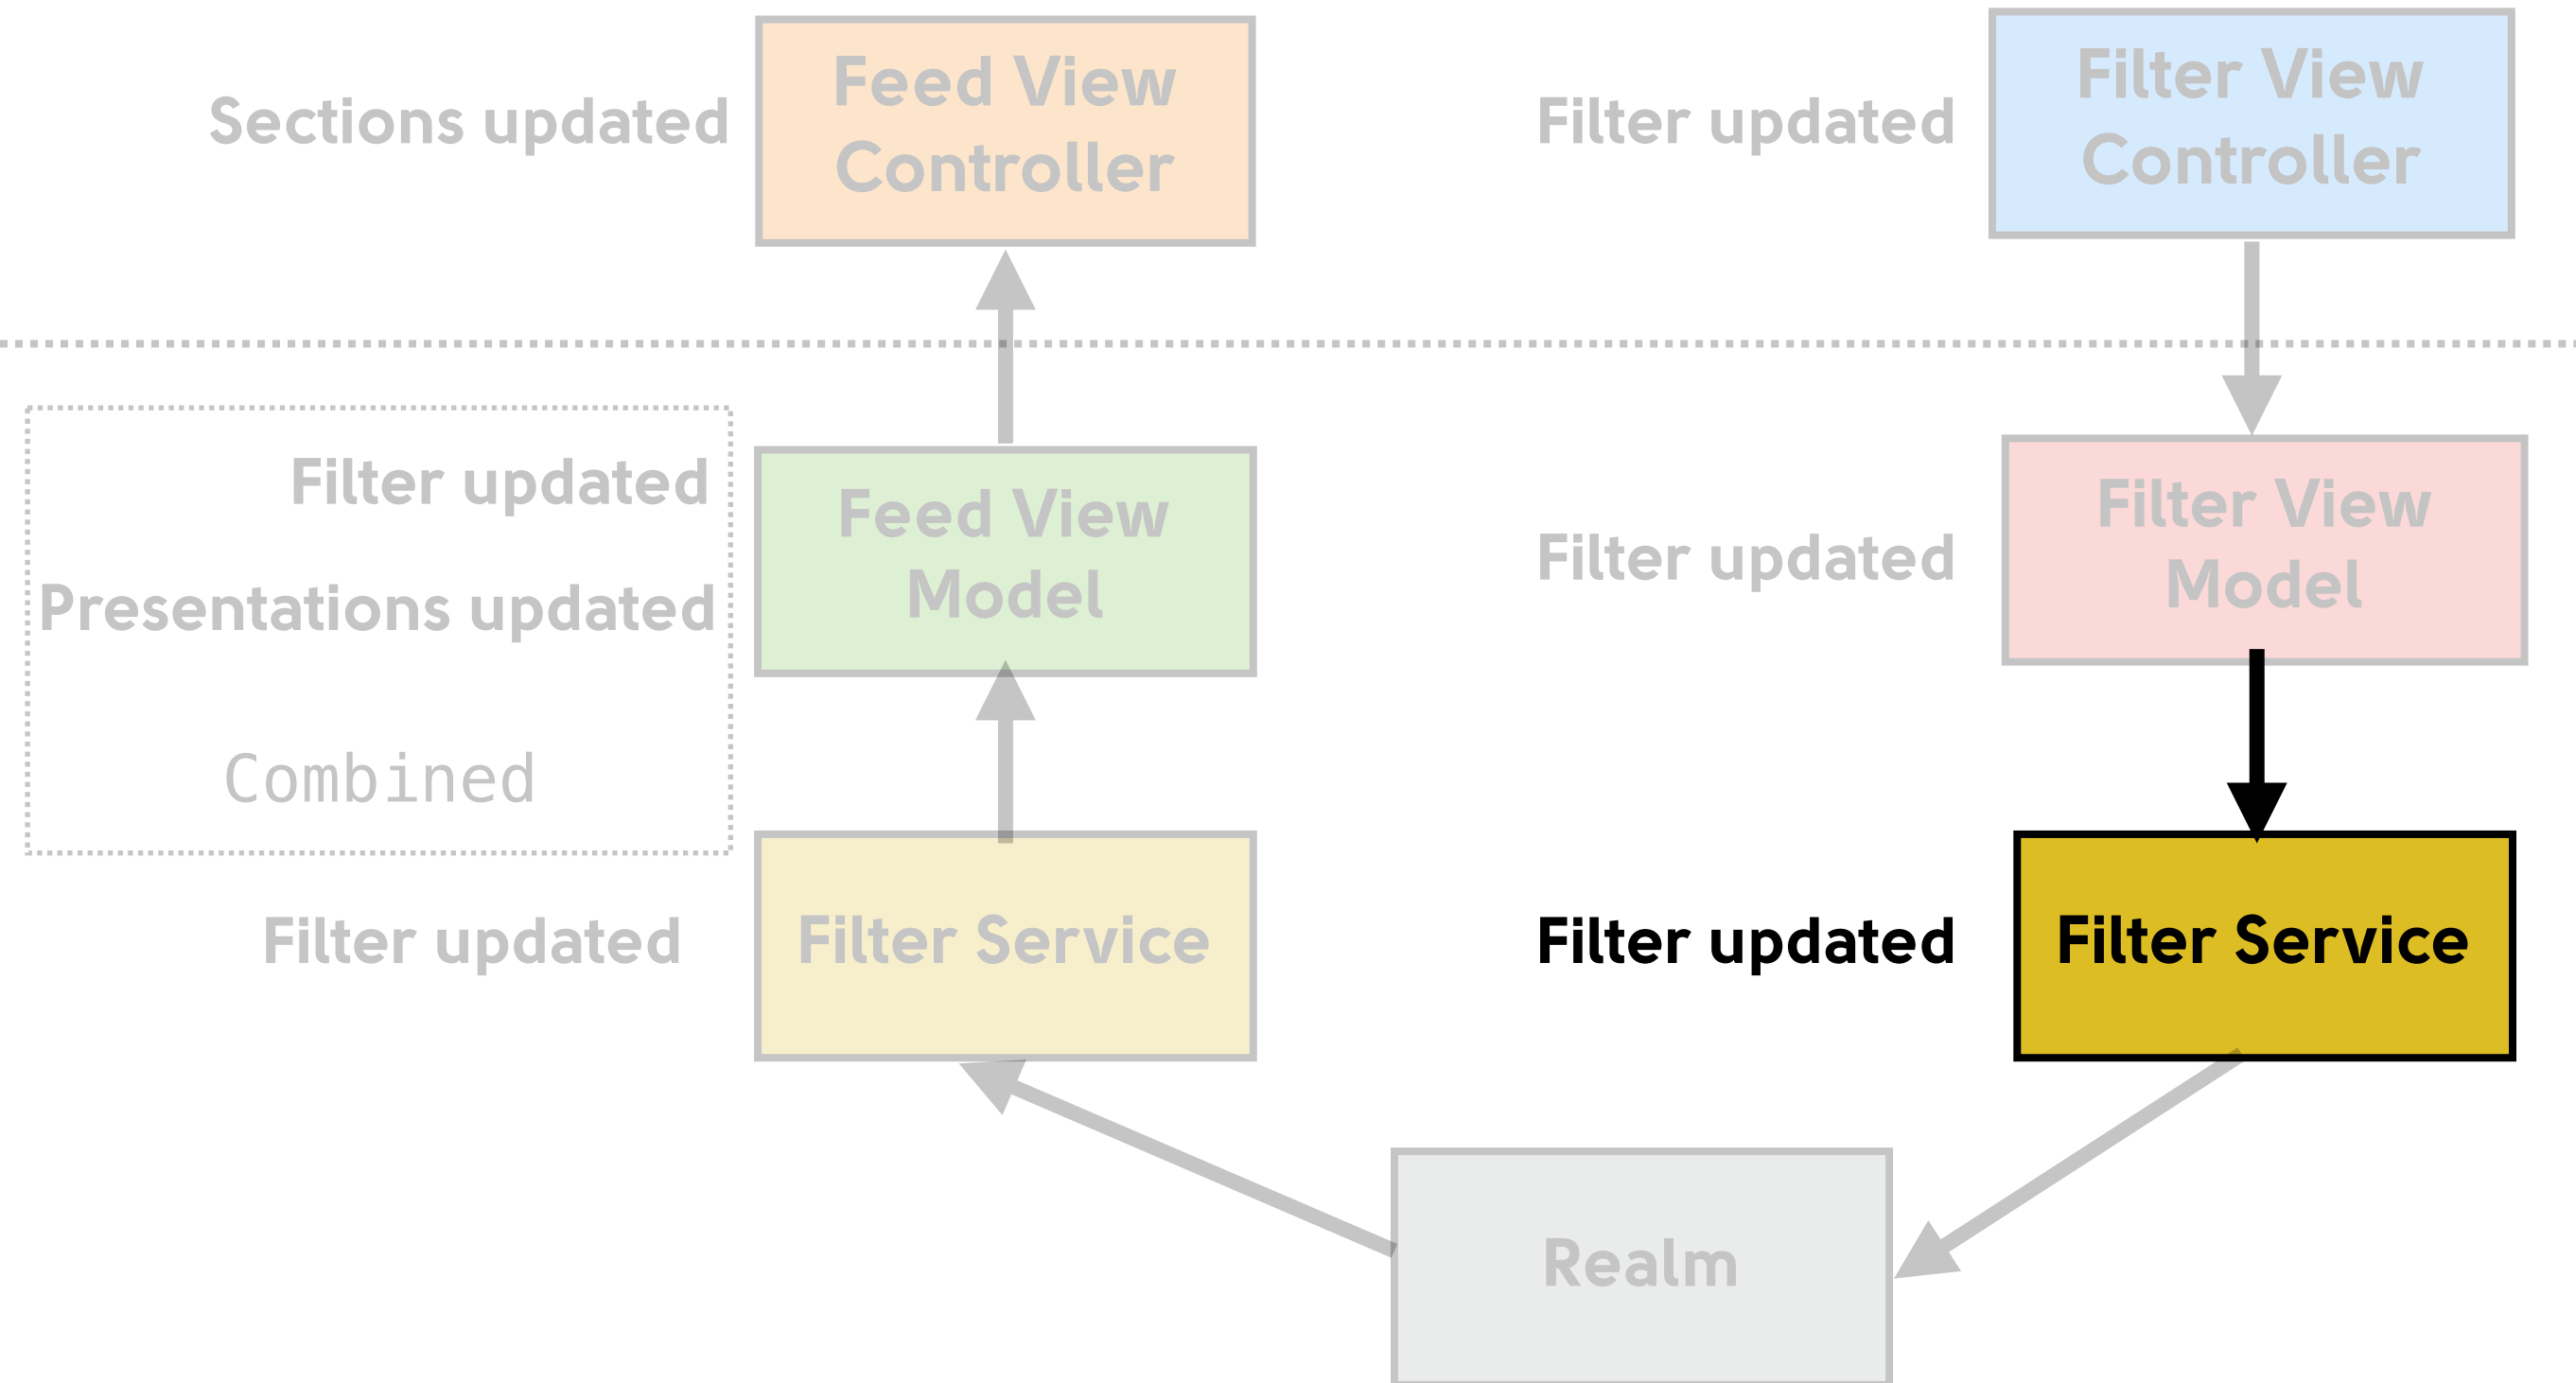 Sections updated
Feed View
Controller
Filter updated
Filter View
Controller
Filter updated
Presentations updated
Combined
Feed View
Model
Filter updated
Filter View
Model
Filter updated
Filter Service
Filter updated
Filter Service
Realm